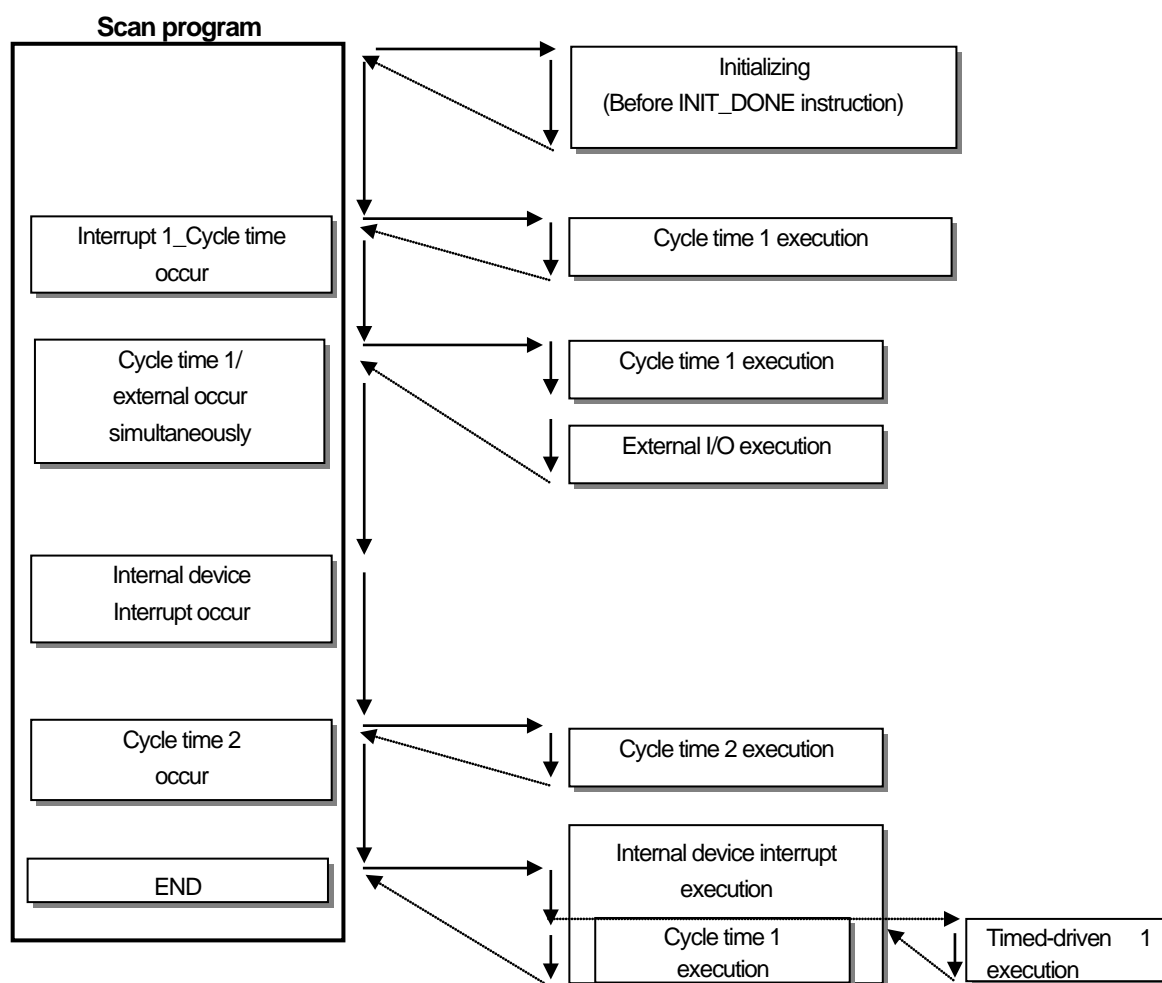 Scan program
Initializing
(Before INIT_DONE instruction)
Interrupt 1_Cycle time
occur
Cycle time 1 execution
Cycle time 1/
external occur
simultaneously
Cycle time 1 execution
External I/O execution
Internal device
Interrupt occur
Cycle time 2
occur
Cycle time 2 execution
END
Internal device interrupt
execution
Cycle time 1
execution
Timed-driven 1
execution